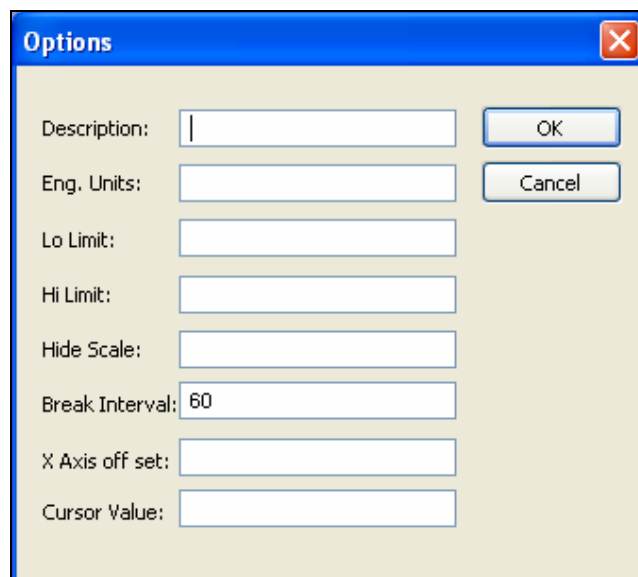 Options
Description:
OK
Eng. Units:
Cancel
Lo Limit:
Hi Limit:
Hide Scale:
Break Interval: 60
X Axis off set:
Cursor Value: